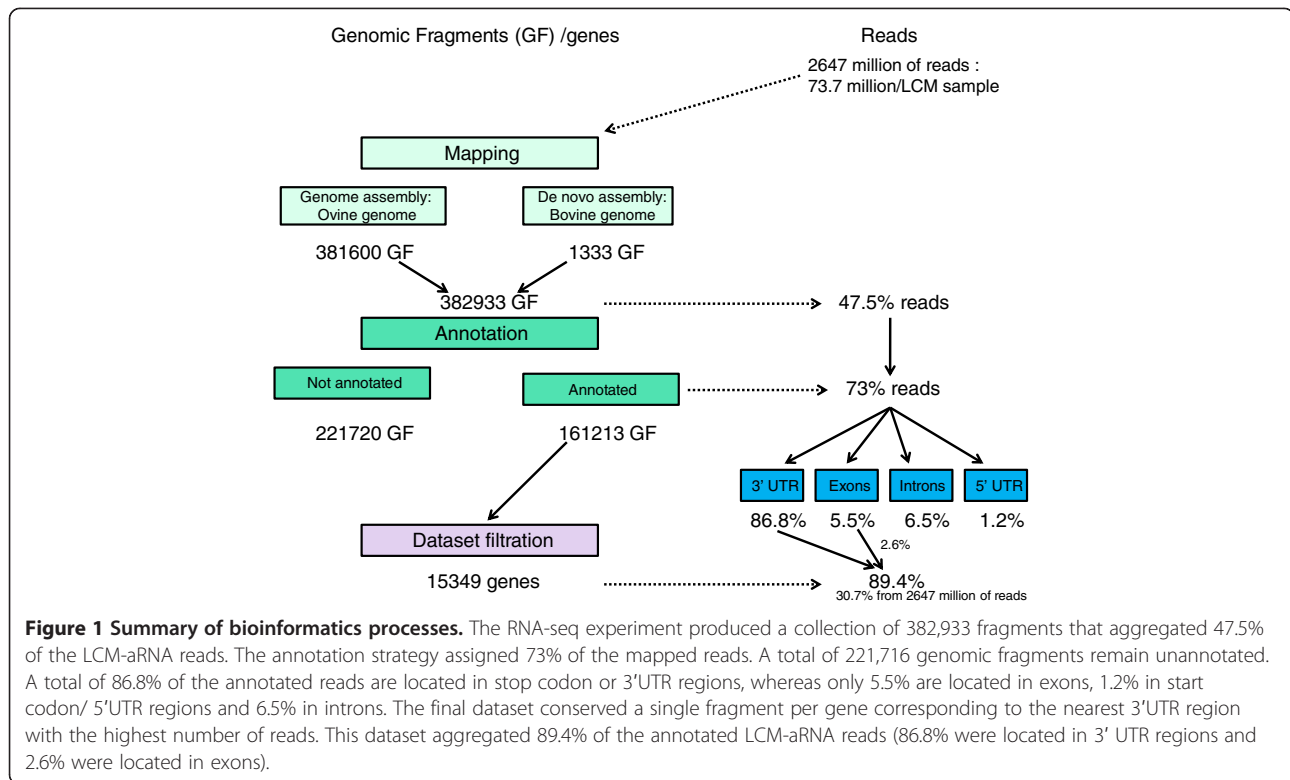 Genomic Fragments (GF) /genes
Reads
2647 million of reads :
73.7 million/LCM sample
Mapping
Genome assembly:
Ovine genome
De novo assembly:
Bovine genome
381600 GF
1333 GF
382933 GF
47.5% reads
Annotation
Not annotated
Annotated
73% reads
221720 GF
161213 GF
3' UTR
Exons
Introns
5' UTR
86.8%
5.5%
6.5%
1.2%
2.6%
Dataset filtration
15349 genes
89.4%
30.7% from 2647 million of reads
Figure 1 Summary of bioinformatics processes. The RNA-seq experiment produced a collection of 382,933 fragments that aggregated 47.5%
of the LCM-aRNA reads. The annotation strategy assigned 73% of the mapped reads. A total of 221,716 genomic fragments remain unannotated.
A total of 86.8% of the annotated reads are located in stop codon or 3′UTR regions, whereas only 5.5% are located in exons, 1.2% in start
codon/ 5′UTR regions and 6.5% in introns. The final dataset conserved a single fragment per gene corresponding to the nearest 3′UTR region
with the highest number of reads. This dataset aggregated 89.4% of the annotated LCM-aRNA reads (86.8% were located in 3′ UTR regions and
2.6% were located in exons).